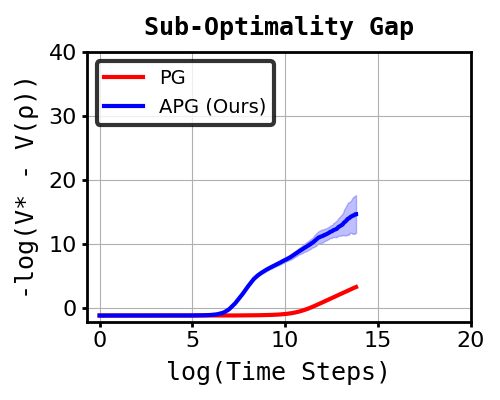 Sub-Optimality Gap
-log(V* - V(ρ))
40
30
20
10
0
PG
APG (Ours)
0 5 10 15 20
log(Time Steps)